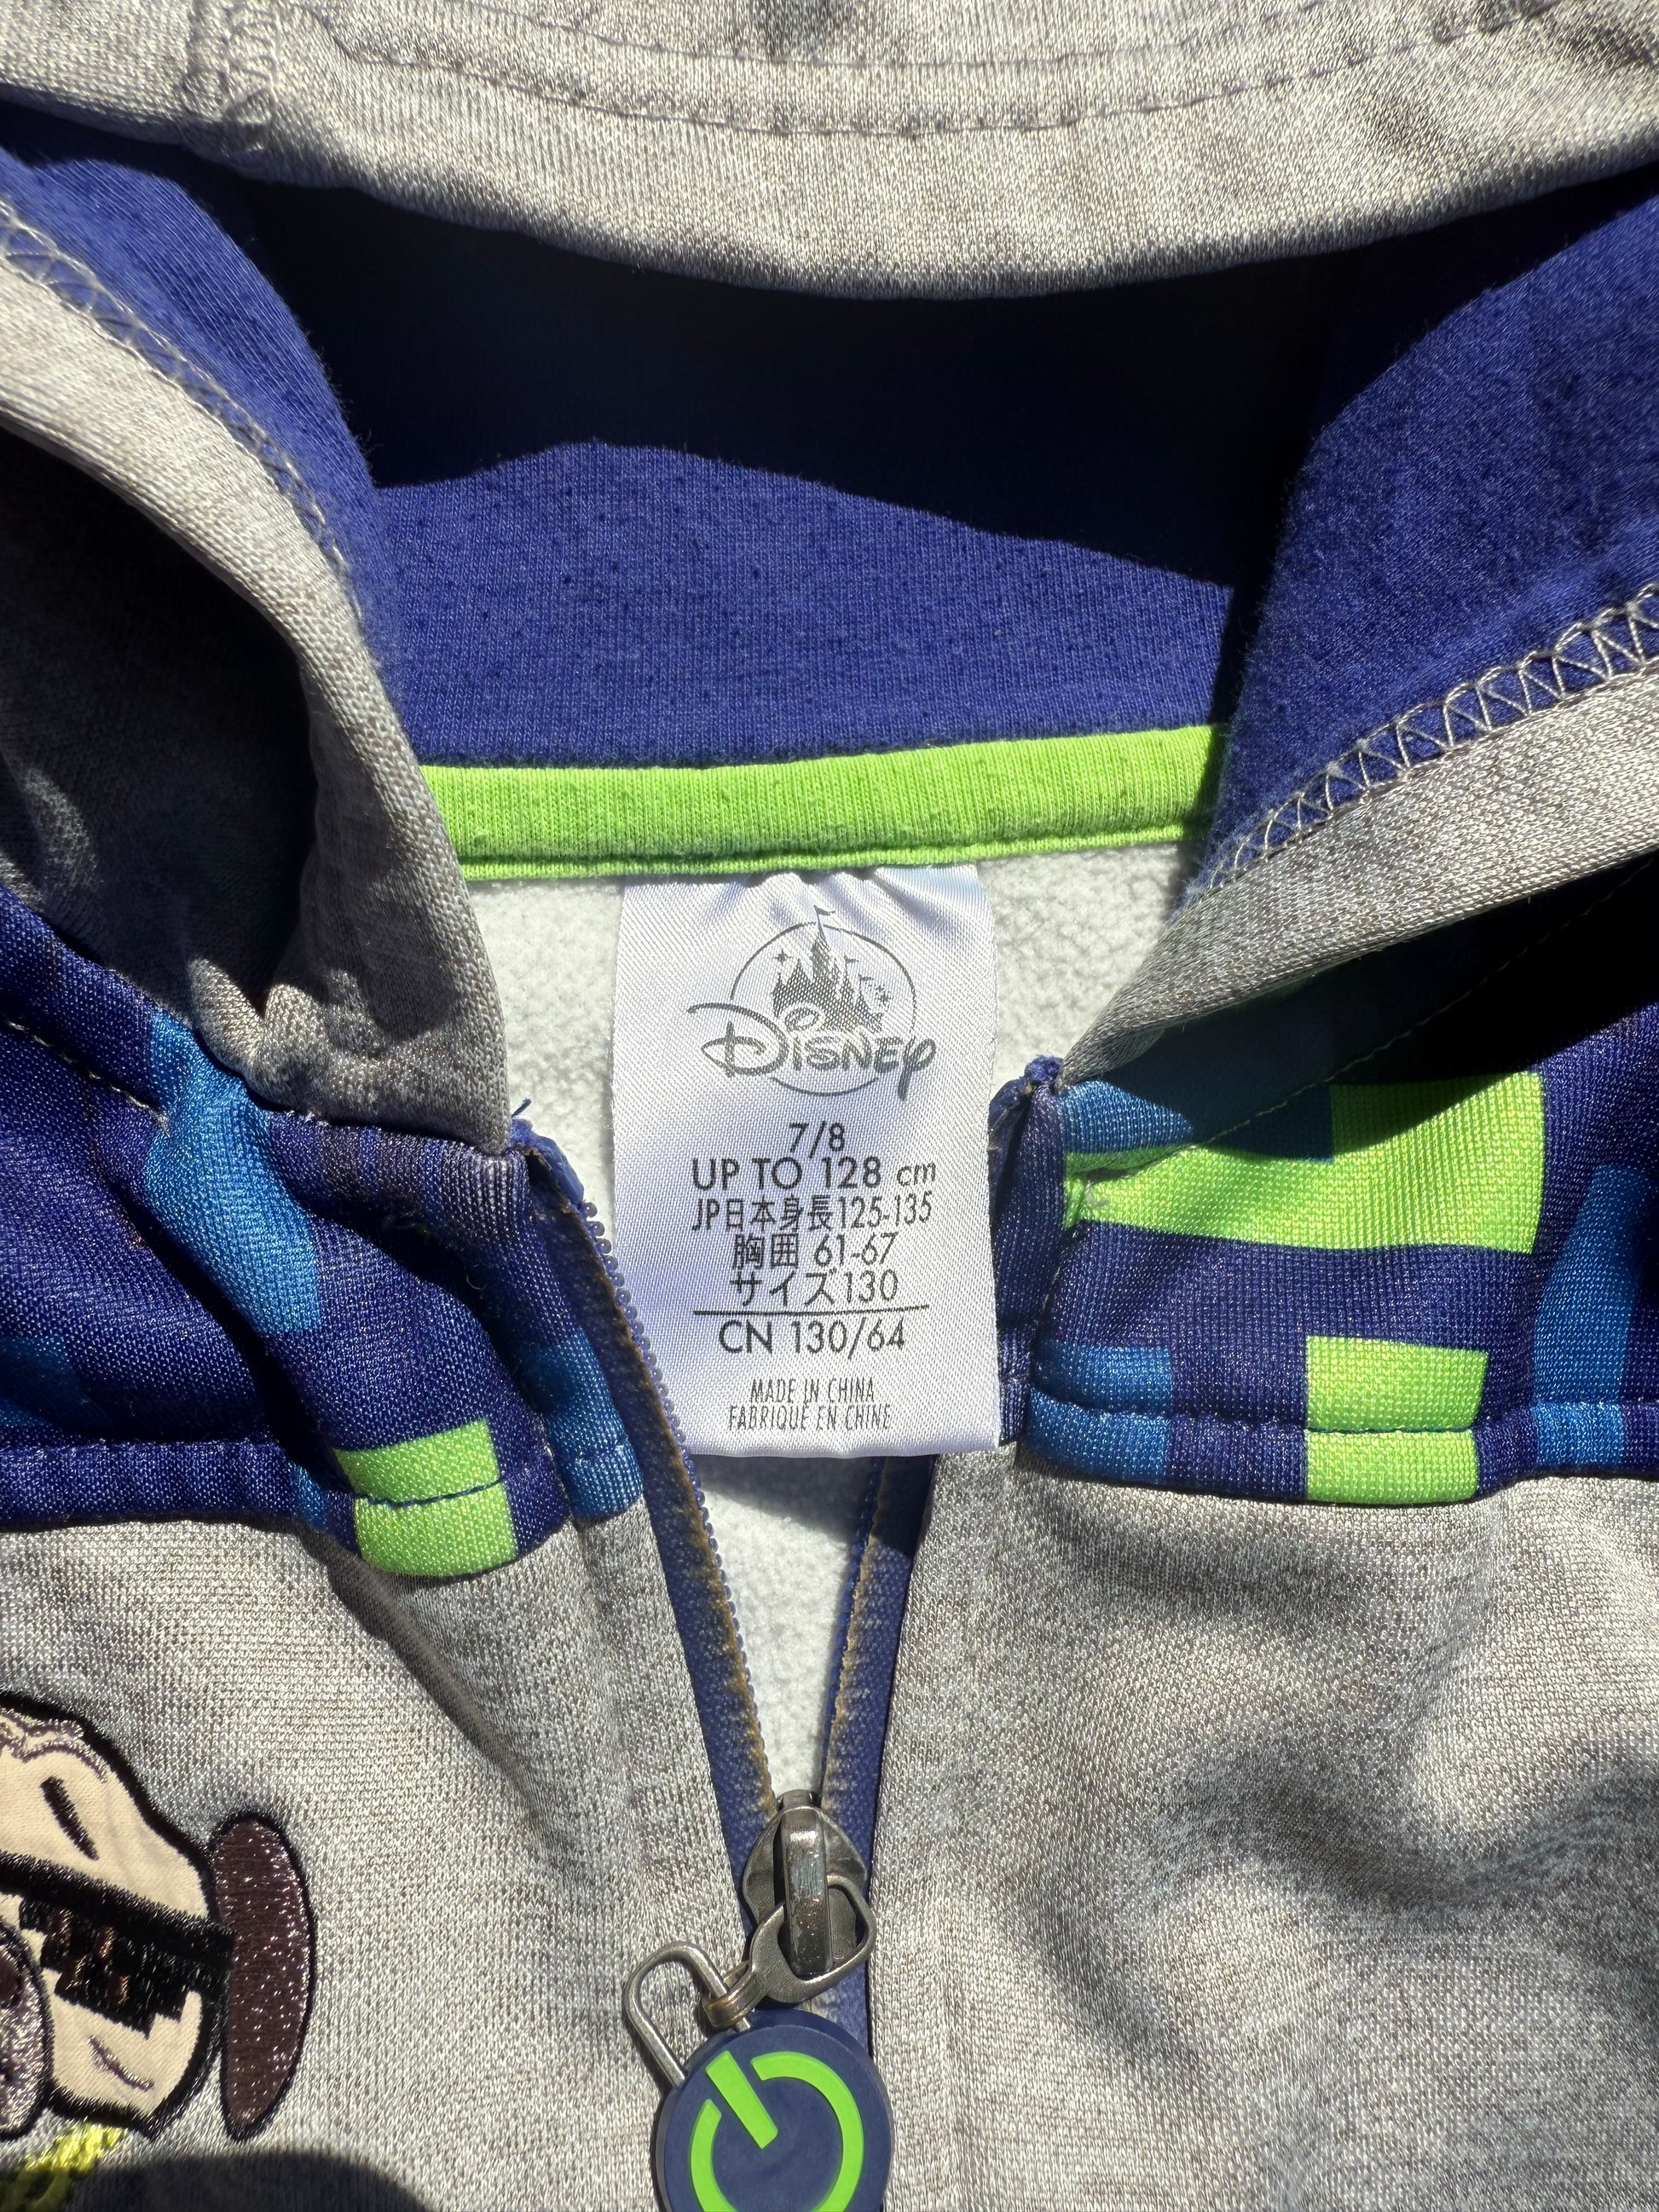 Disney
7/8
UP TO 128 cm
JP日本身長125-135
胸囲 61-67
サイズ130
CN 130/64
MADE IN CHINA
FABRIQUÉ EN CHINE